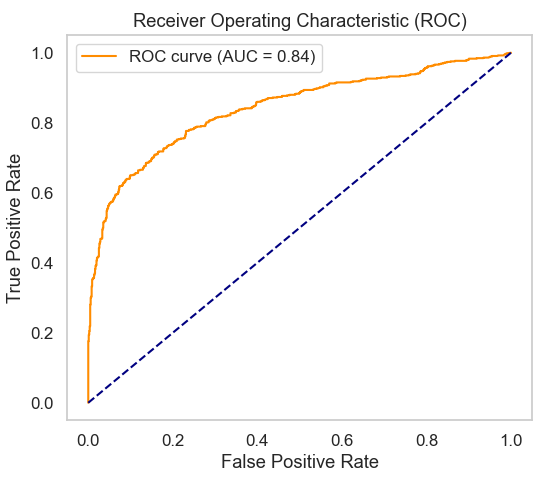 Receiver Operating Characteristic (ROC)
ROC curve (AUC = 0.84)
True Positive Rate
1.0
0.8
0.6
0.4
0.2
0.0
0.0 0.2 0.4 0.6 0.8 1.0
False Positive Rate